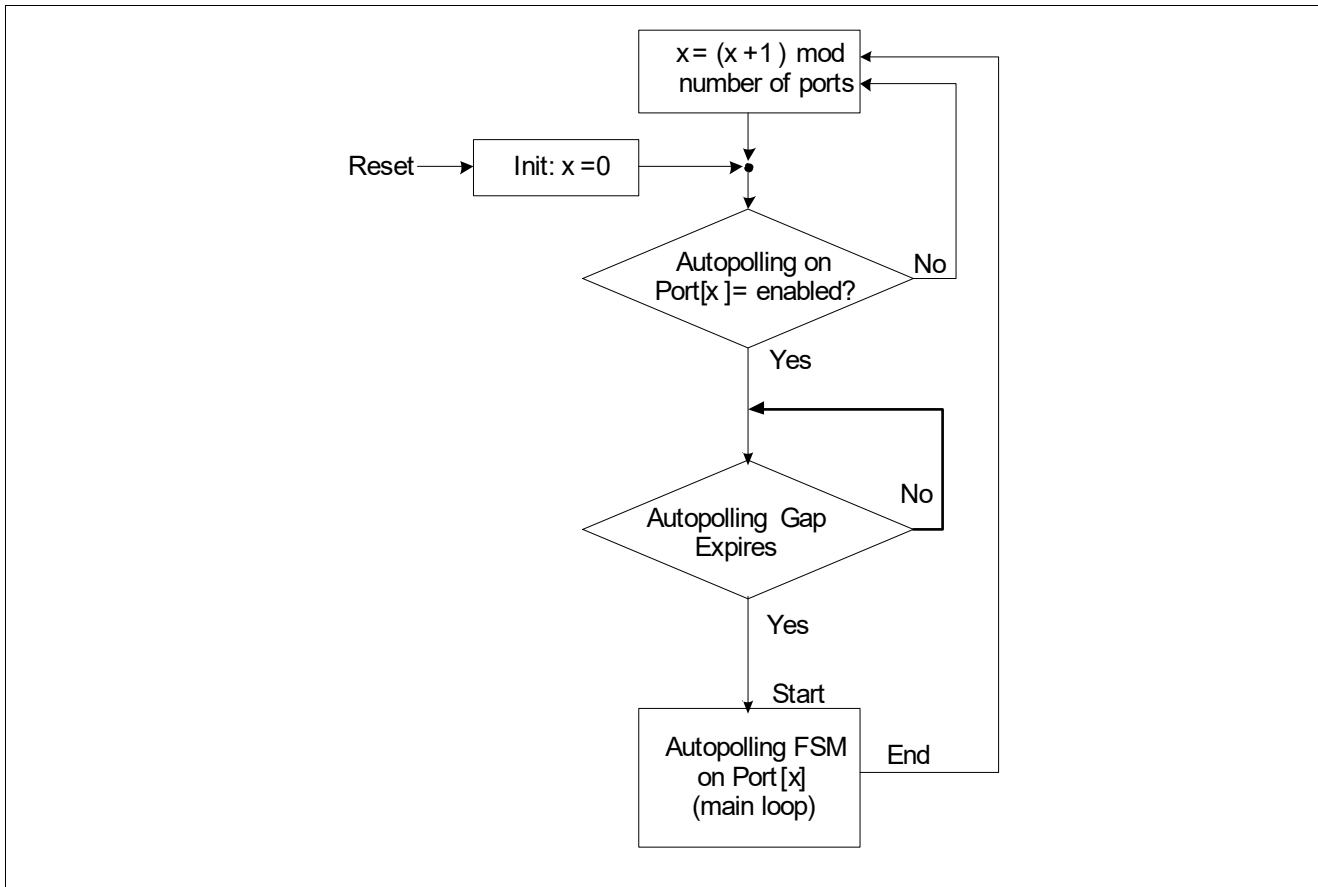 x = (x +1 ) mod
number of ports
Reset
Init: x =0
Autopolling on
Port[x ]= enabled?
No
Yes
No
Autopolling Gap
Expires
Yes
Start
Autopolling FSM
on Port [x]
(main loop)
End